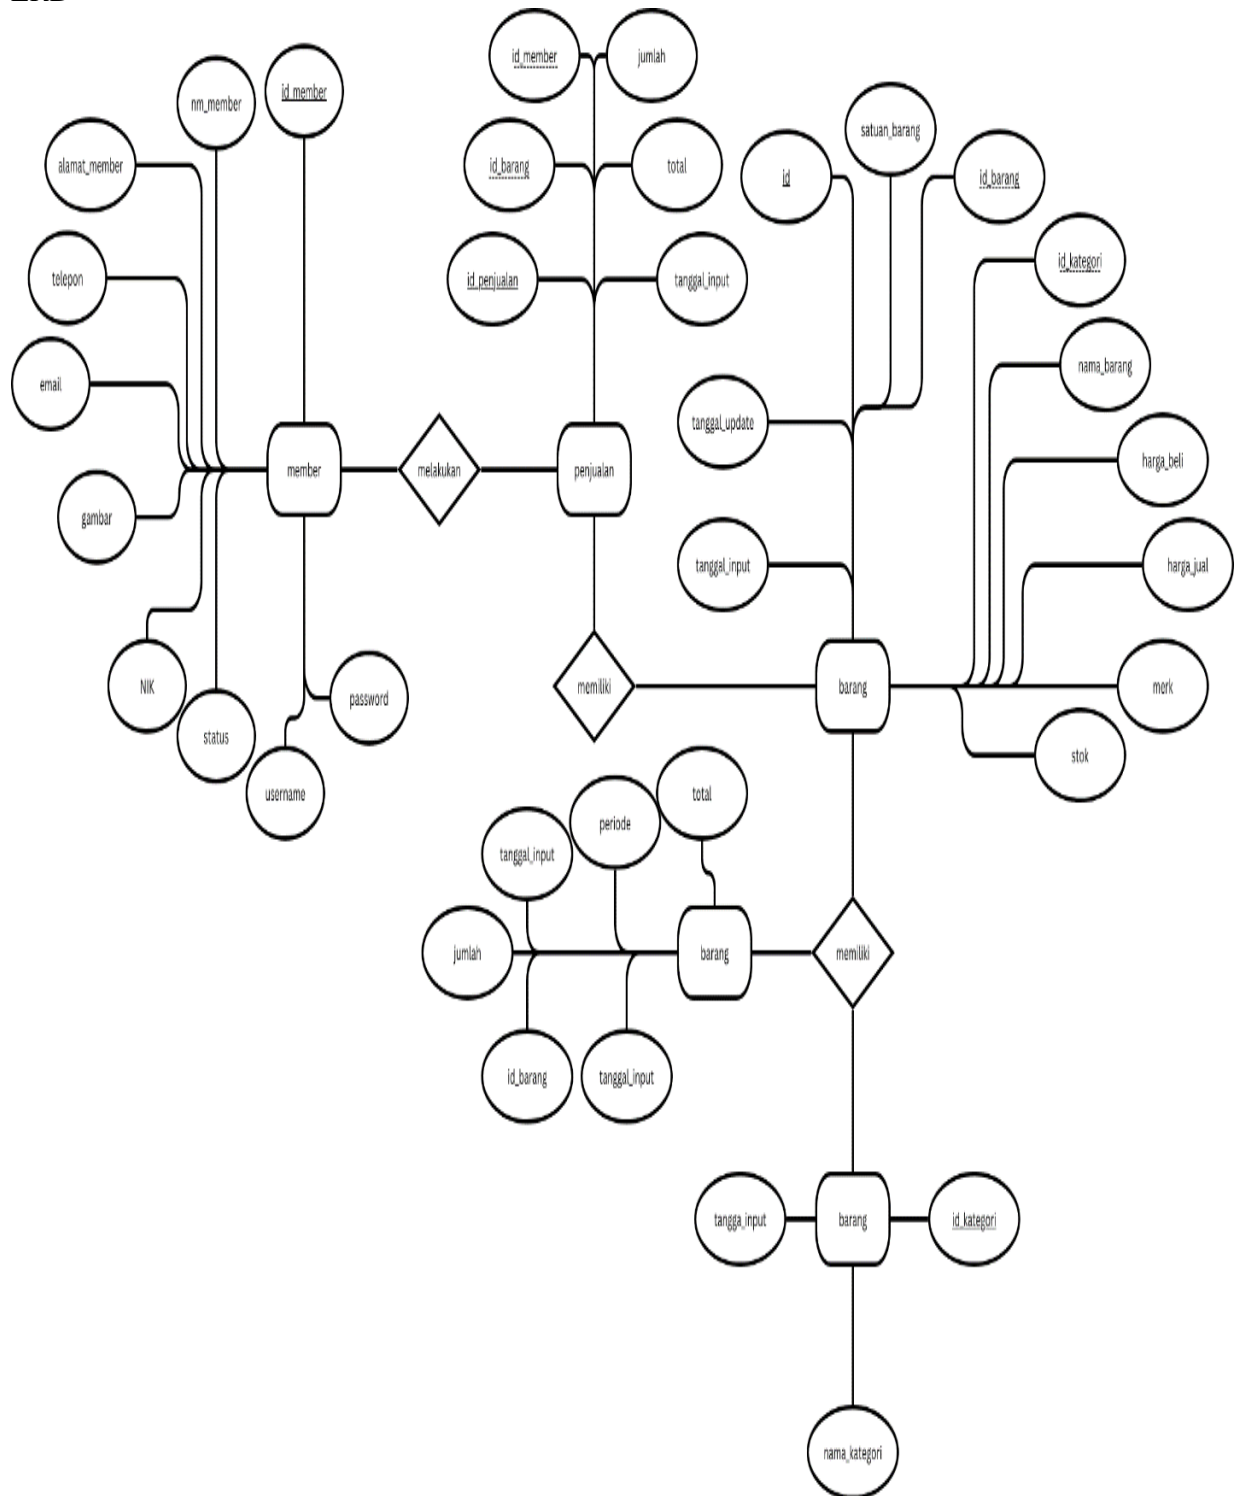 id_member
jumlah
id_member
nm_member
satuan_barang
alamat_member
id_barang
total
id
id_barang
telepon
id_penjualan
tanggal_input
id_kategori
nama_barang
email
tanggal_update
member
melakukan
penjualan
harga_beli
gambar
tanggal_input
harga_jual
NIK
memiliki
barang
merk
password
status
stok
username
total
periode
tanggal_input
jumlah
barang
memiliki
id_barang
tanggal_input
tangga_input
barang
id_kategori
nama_kategori